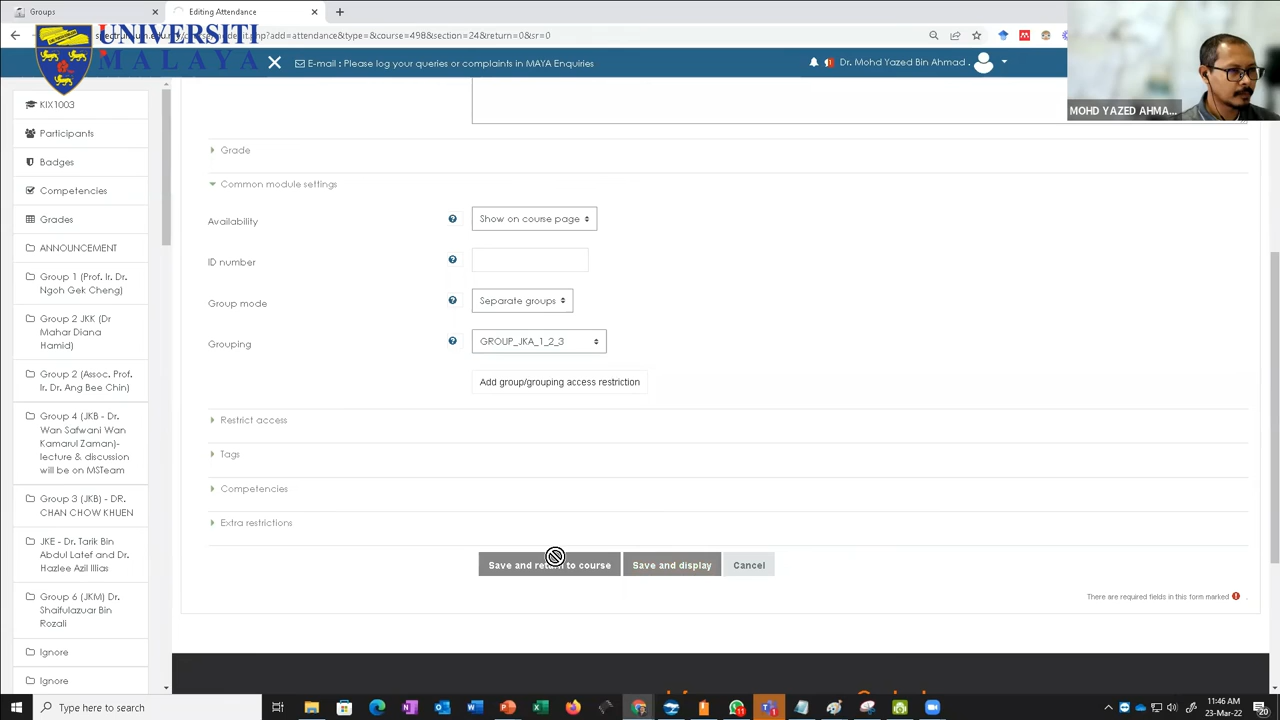 Groups
Editing Attendance
edit.php?add=attendance&type=&course=498&section=24&return=0&sr=0
UNIVERSITI
MALAYA
E-mail : Please log your queries or complaints in MAYA Enquiries
Dr. Mohd Yazed Bin Ahmad .
MOHD YAZED AHMA...
KIX1003
Participants
Badges
Competencies
Grades
ANNOUNCEMENT
Group 1 (Prof. Ir. Dr.
Ngoh Gek Cheng)
Group 2 JKK (Dr
Mahar Diana
Hamid)
Group 2 (Assoc. Prof.
Ir. Dr. Ang Bee Chin)
Group 4 (JKB - Dr.
Wan Safwani Wan
Kamarul Zaman)-
lecture & discussion
will be on MSTeam
Group 3 (JKB) - DR.
CHAN CHOW KHUEN
JKE - Dr. Tarik Bin
Abdul Latef and Dr.
Hazlee Azil Illias
Group 6 (JKM) Dr.
Shaifulazuar Bin
Rozali
Ignore
Ignore
Grade
Common module settings
Availability
Show on course page
ID number
Group mode
Separate groups
Grouping
GROUP_JKA_1_2_3
Add group/grouping access restriction
Restrict access
Tags
Competencies
Extra restrictions
Save and return to course
Save and display
Cancel
There are required fields in this form marked
Type here to search
11:46 AM
23-Mar-22
20